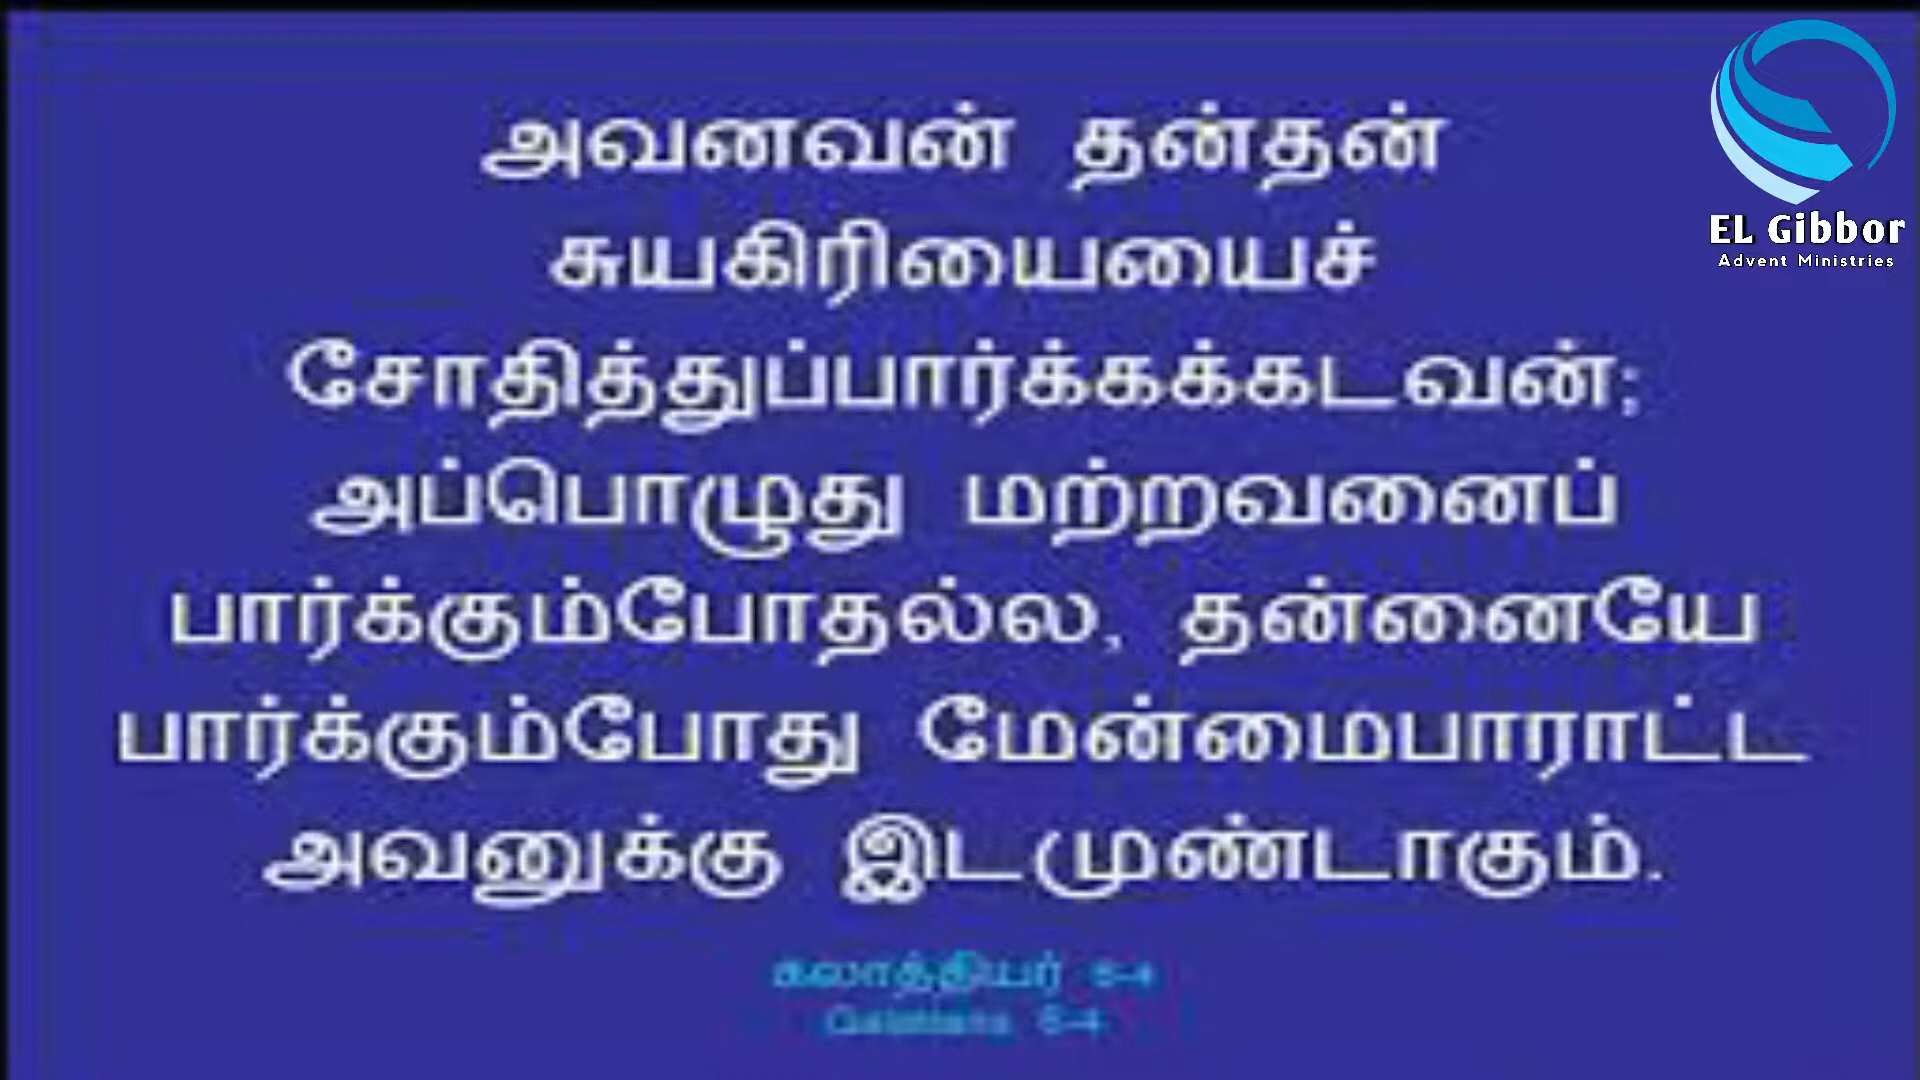 அவனவன் தன்தன்
சுயகிரியையைச்
சோதித்துப்பார்க்கக்கடவன்;
அப்பொழுது மற்றவனைப்
பார்க்கும்போதல்ல, தன்னையே
பார்க்கும்போது மேன்மைபாராட்ட
அவனுக்கு இடமுண்டாகும்.
கலாத்தியர் 6-4
Galatians 6-4
EL Gibbor
Advent Ministries